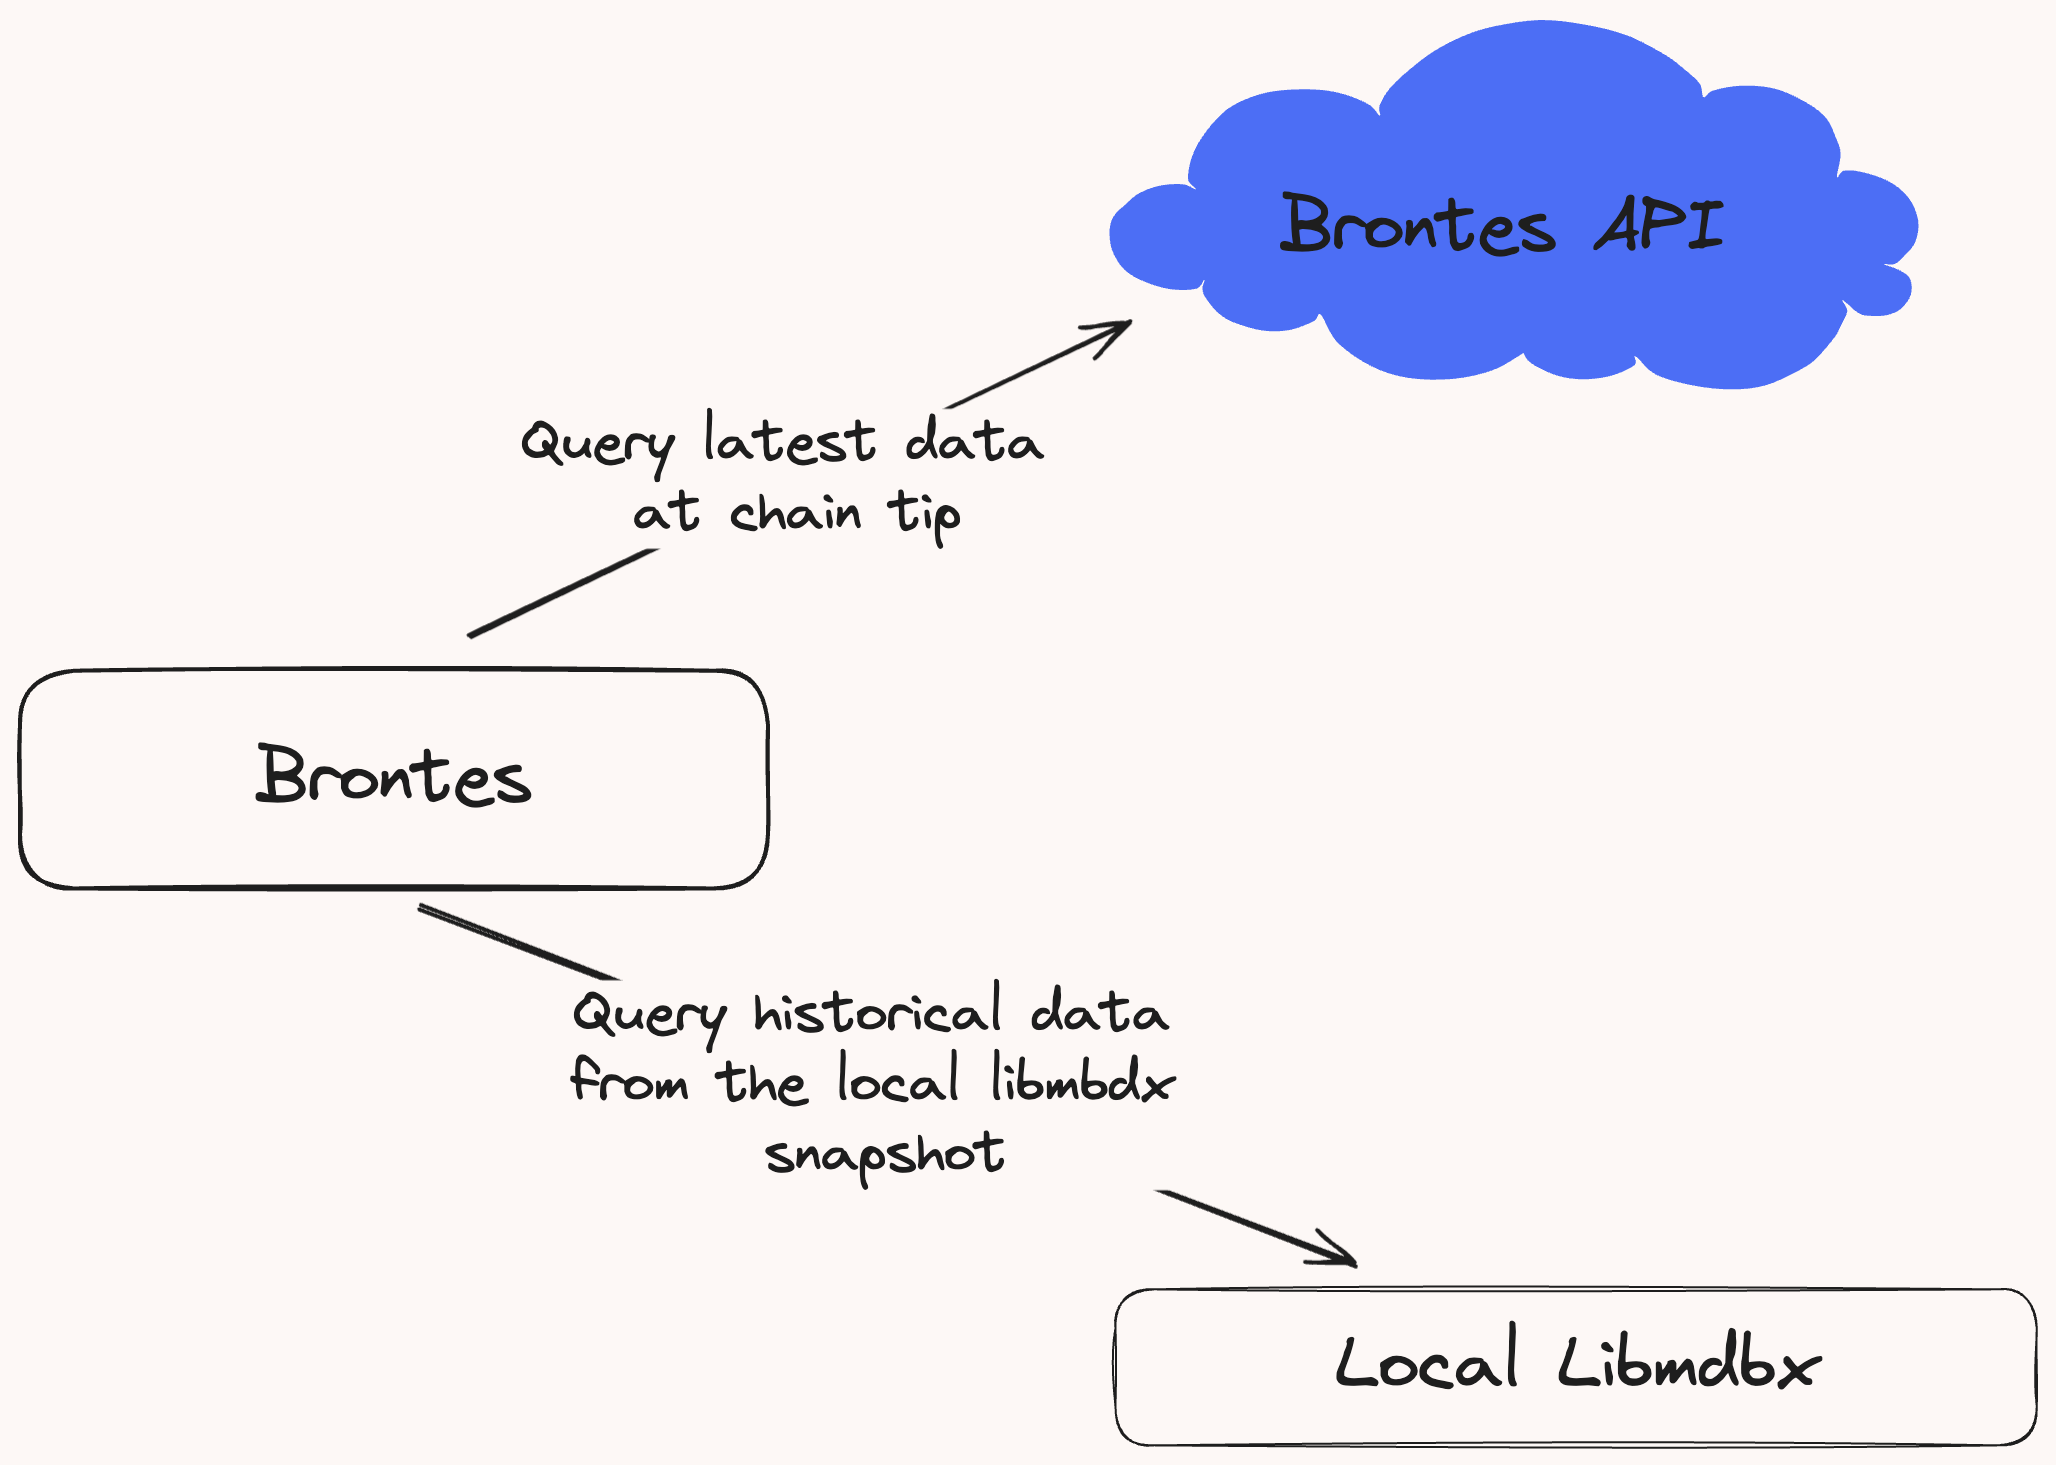 Brontes API
Query latest data
at chain tip
Brontes
Query historical data
from the local libmbdx
snapshot
Local Libmdbx